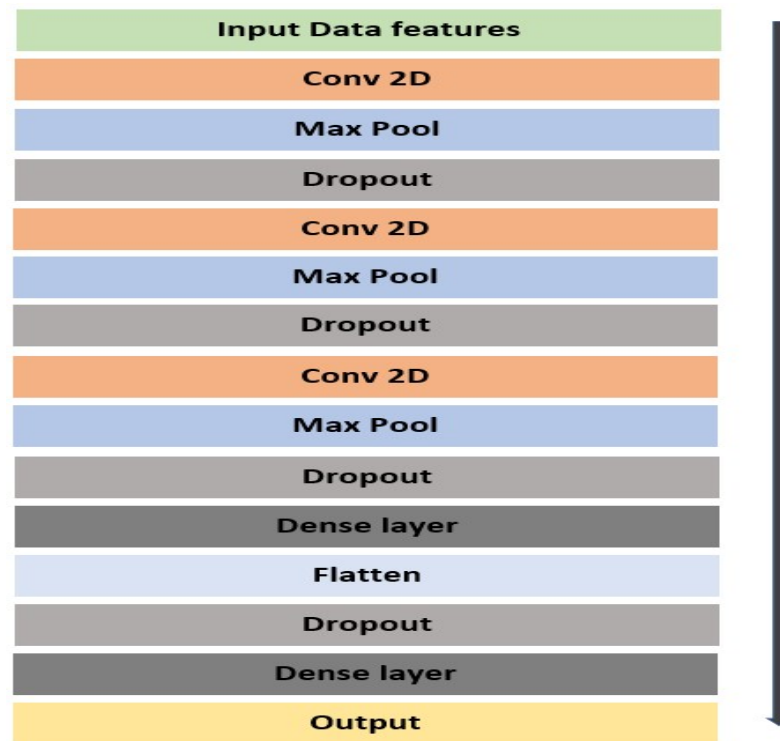 Input Data features
Conv 2D
Max Pool
Dropout
Conv 2D
Max Pool
Dropout
Conv 2D
Max Pool
Dropout
Dense layer
Flatten
Dropout
Dense layer
Output